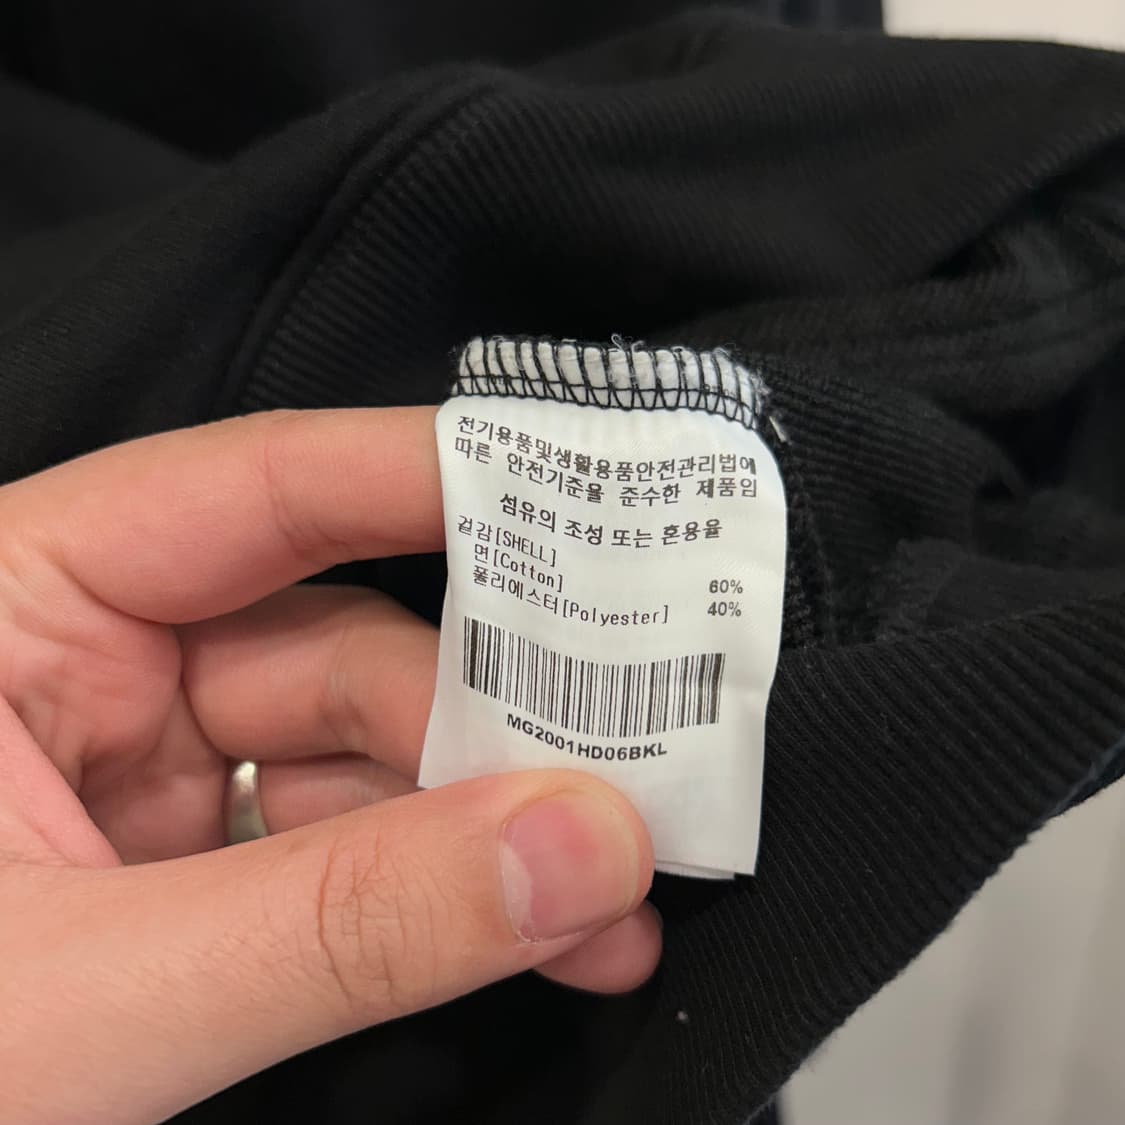 전기용품및생활용품안전관리법에
따른 안전기준을 준수한 제품임
섬유의 조성 또는 혼용율
겉감[SHELL]
면[Cotton] 60%
폴리에스터[Polyester] 40%
MG2001HD06BKL